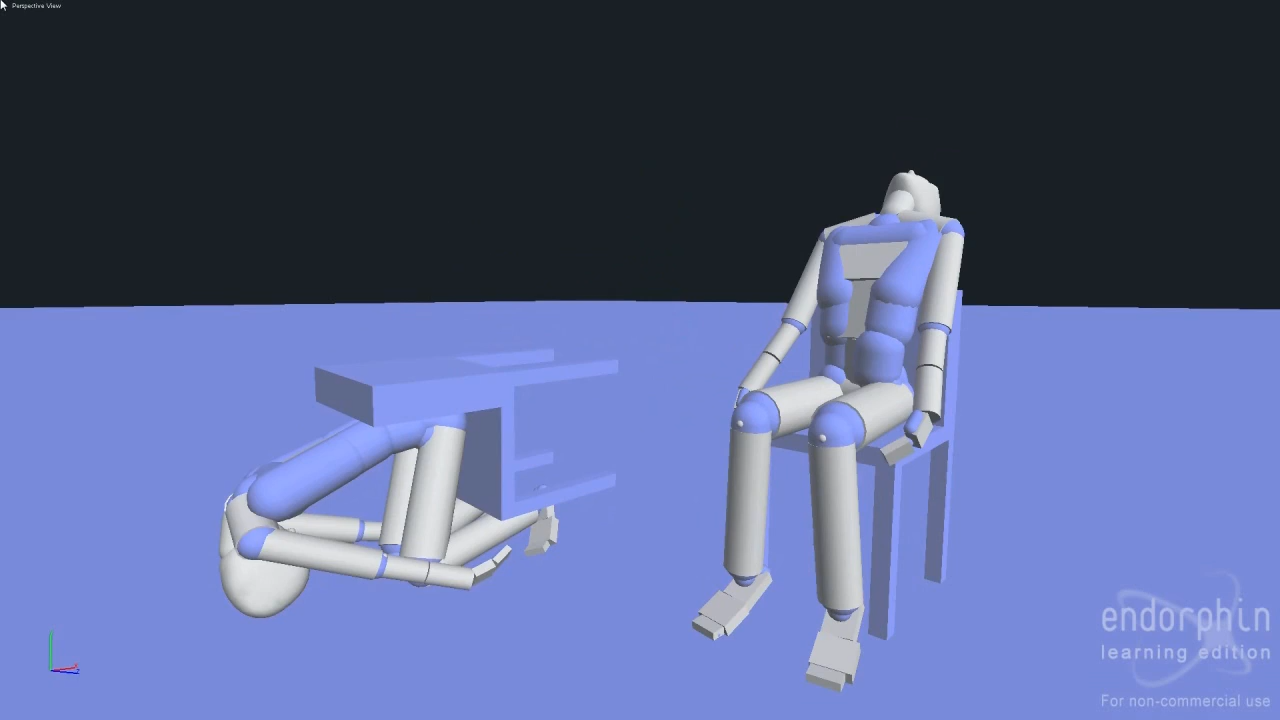 Perspective View
endorphin
learning edition
For non-commercial use